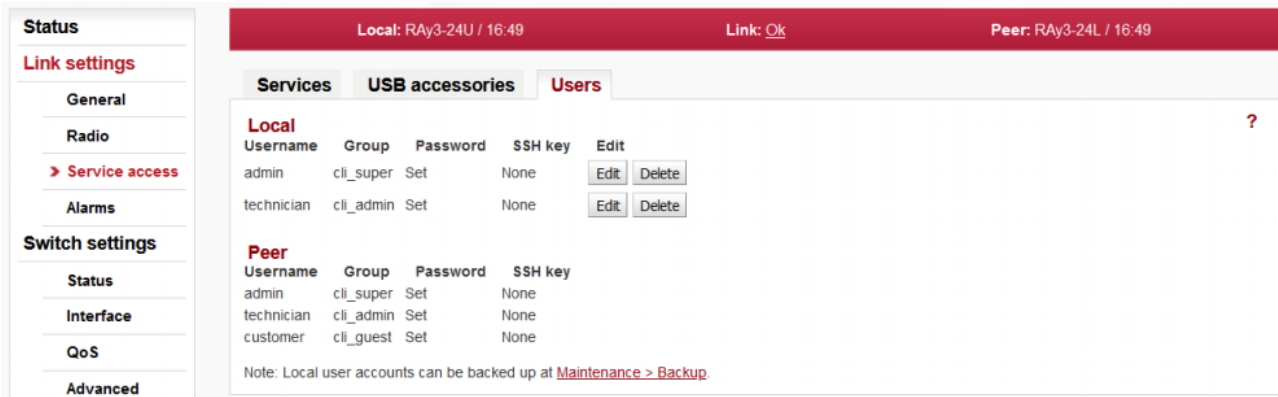 Status
Link settings
General
Radio
Service access
Alarms
Switch settings
Status
Interface
QoS
Advanced
Local: RAy3-24U / 16:49 Link: Ok Peer: RAy3-24L / 16:49
Services USB accessories Users
?
Local
Username Group Password SSH key Edit
admin cli_super Set None Edit Delete
technician cli_admin Set None Edit Delete
Peer
Username Group Password SSH key
admin cli_super Set None
technician cli_admin Set None
customer cli_guest Set None
Note: Local user accounts can be backed up at Maintenance > Backup.